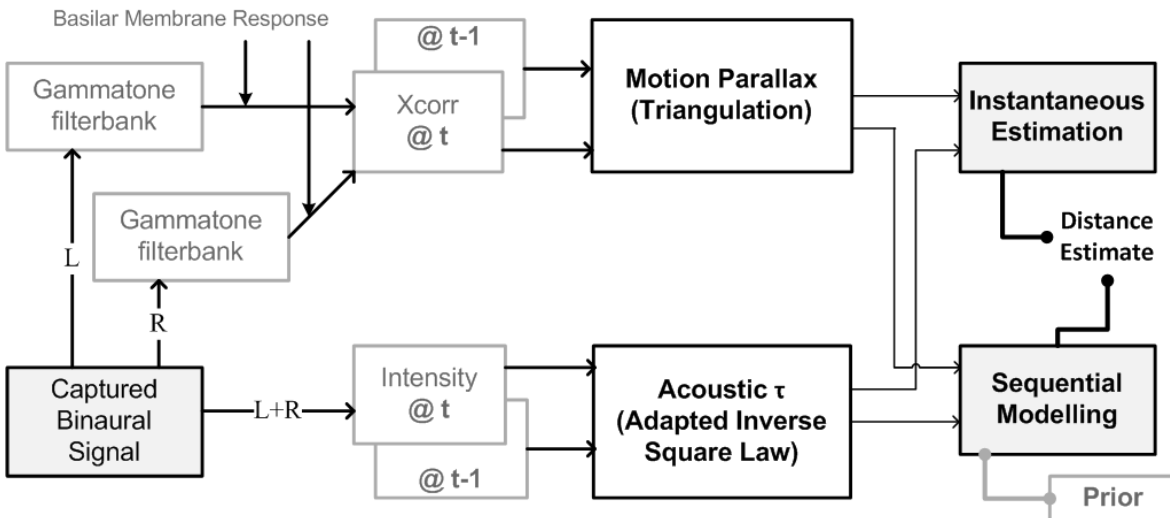 Basilar Membrane Response
@ t-1
Gammatone
filterbank
Xcorr
@ t
Motion Parallax
(Triangulation)
Instantaneous
Estimation
Gammatone
filterbank
L
R
Distance
Estimate
Captured
Binaural
Signal
L+R
Intensity
@ t
@ t-1
Acoustic τ
(Adapted Inverse
Square Law)
Sequential
Modelling
Prior